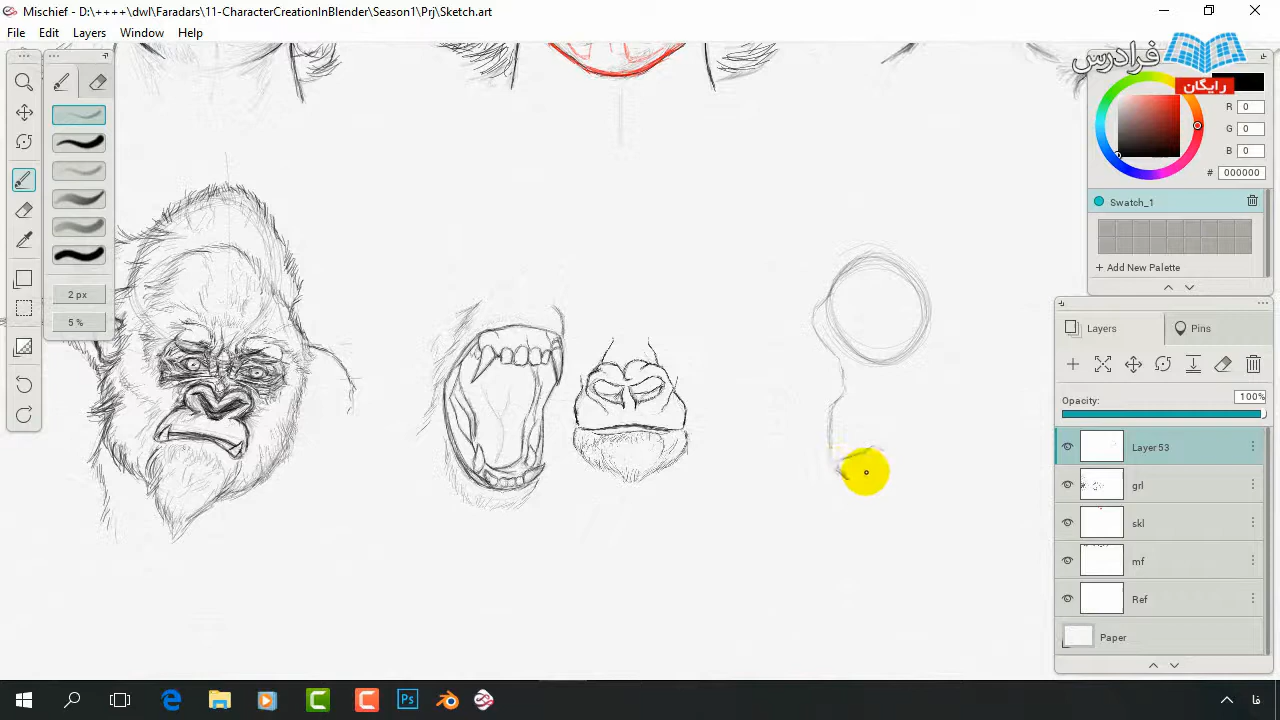 Mischief - D:\++++\dwl\Faradars\11-CharacterCreationInBlender\Season1\Prj\Sketch.art
File Edit Layers Window Help
فرادرس
رایگان
R 0
G 0
B 0
# 000000
Swatch_1
+ Add New Palette
2 px
5 %
Layers Pins
Opacity: 100%
Layer 53
grl
skl
mf
Ref
Paper
Ps
فا